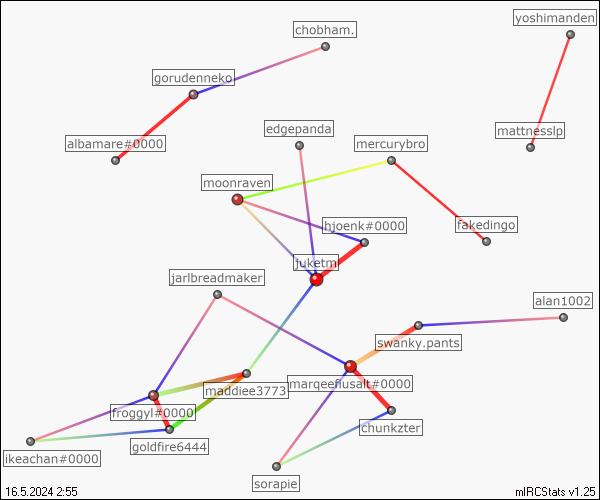 yoshimanden
chobham.
gorudenneko
edgepanda
mattnesslp
albamare#0000
mercurybro
moonraven
hjoenk#0000
fakedingo
juketm
jarlbreadmaker
alan1002
swanky.pants
marqeeflusalt#0000
maddiee3773
froggyl#0000
chunkzter
goldfire6444
ikeachan#0000
sorapie
16.5.2024 2:55
mIRCStats v1.25